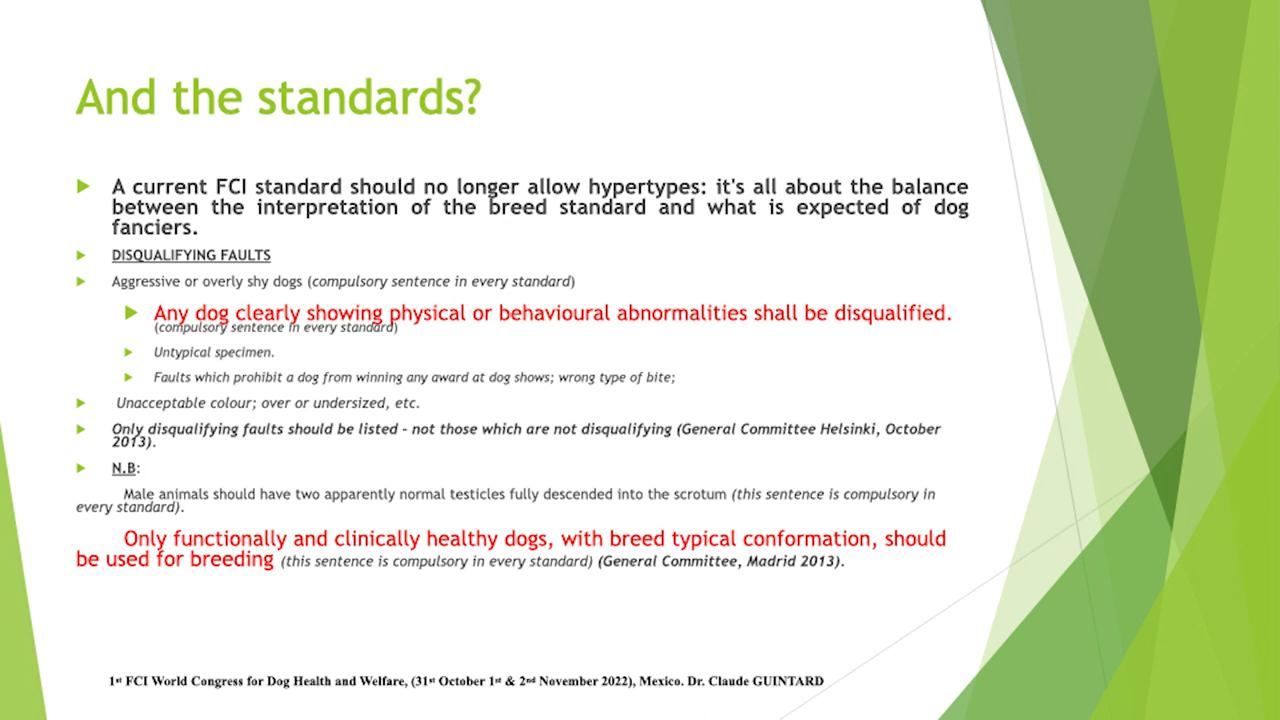 And the standards?
A current FCI standard should no longer allow hypertypes: it's all about the balance
between the interpretation of the breed standard and what is expected of dog
fanciers.
DISQUALIFYING FAULTS
Aggressive or overly shy dogs (compulsory sentence in every standard)
Any dog clearly showing physical or behavioural abnormalities shall be disqualified.
(compulsory sentence in every standard)
Untypical specimen.
Faults which prohibit a dog from winning any award at dog shows; wrong type of bite;
Unacceptable colour; over or undersized, etc.
Only disqualifying faults should be listed - not those which are not disqualifying (General Committee Helsinki, October
2013).
N.B:
Male animals should have two apparently normal testicles fully descended into the scrotum (this sentence is compulsory in
every standard).
Only functionally and clinically healthy dogs, with breed typical conformation, should
be used for breeding (this sentence is compulsory in every standard) (General Committee, Madrid 2013).
1st FCI World Congress for Dog Health and Welfare, (31st October 1st & 2nd November 2022), Mexico. Dr. Claude GUINTARD